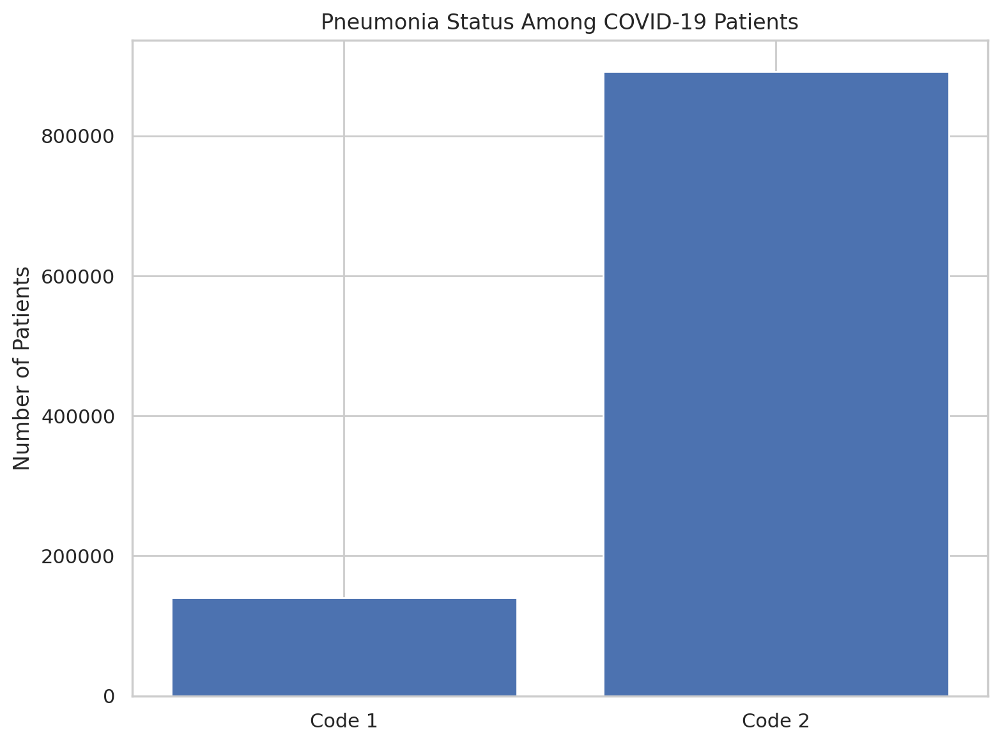 Pneumonia Status Among COVID-19 Patients
Number of Patients
800000
600000
400000
200000
0
Code 1
Code 2